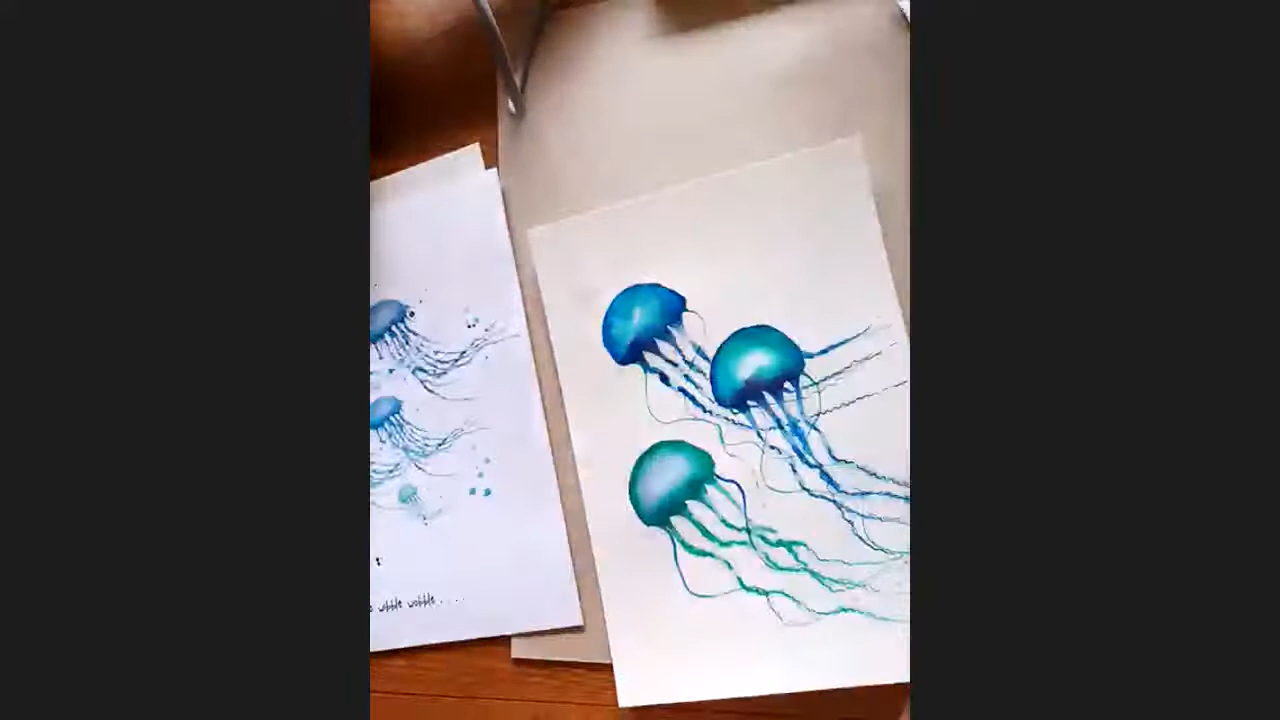 wibble wobble . . . .